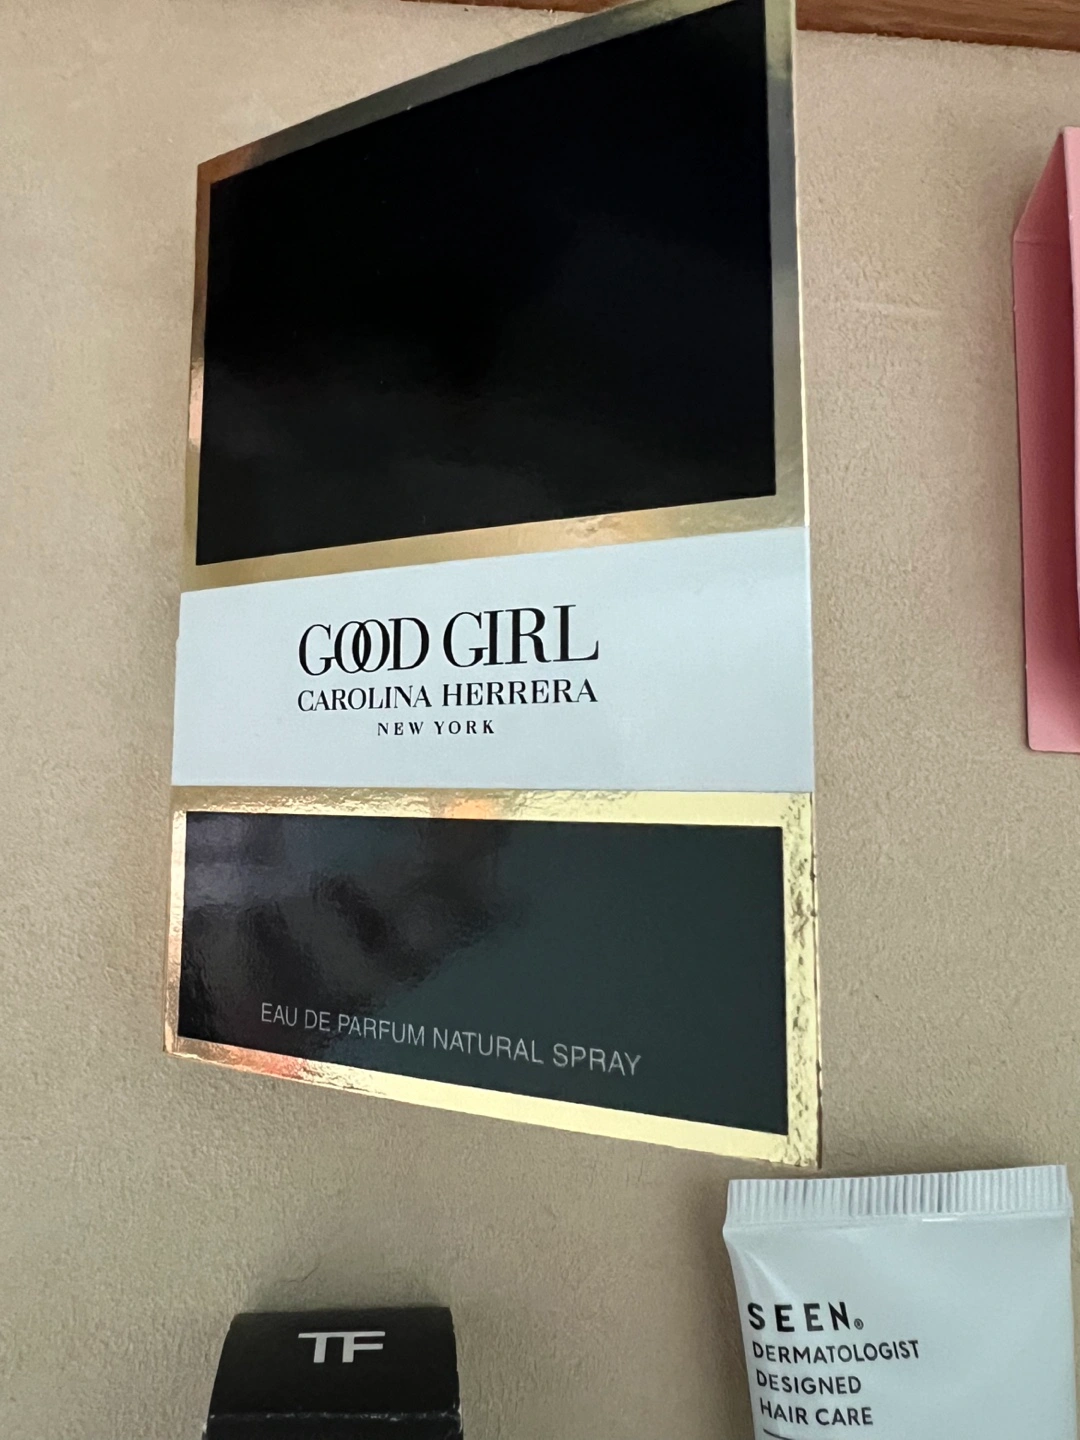 GOOD GIRL
CAROLINA HERRERA
NEW YORK
EAU DE PARFUM NATURAL SPRAY
TF
SEEN®
DERMATOLOGIST
DESIGNED
HAIR CARE